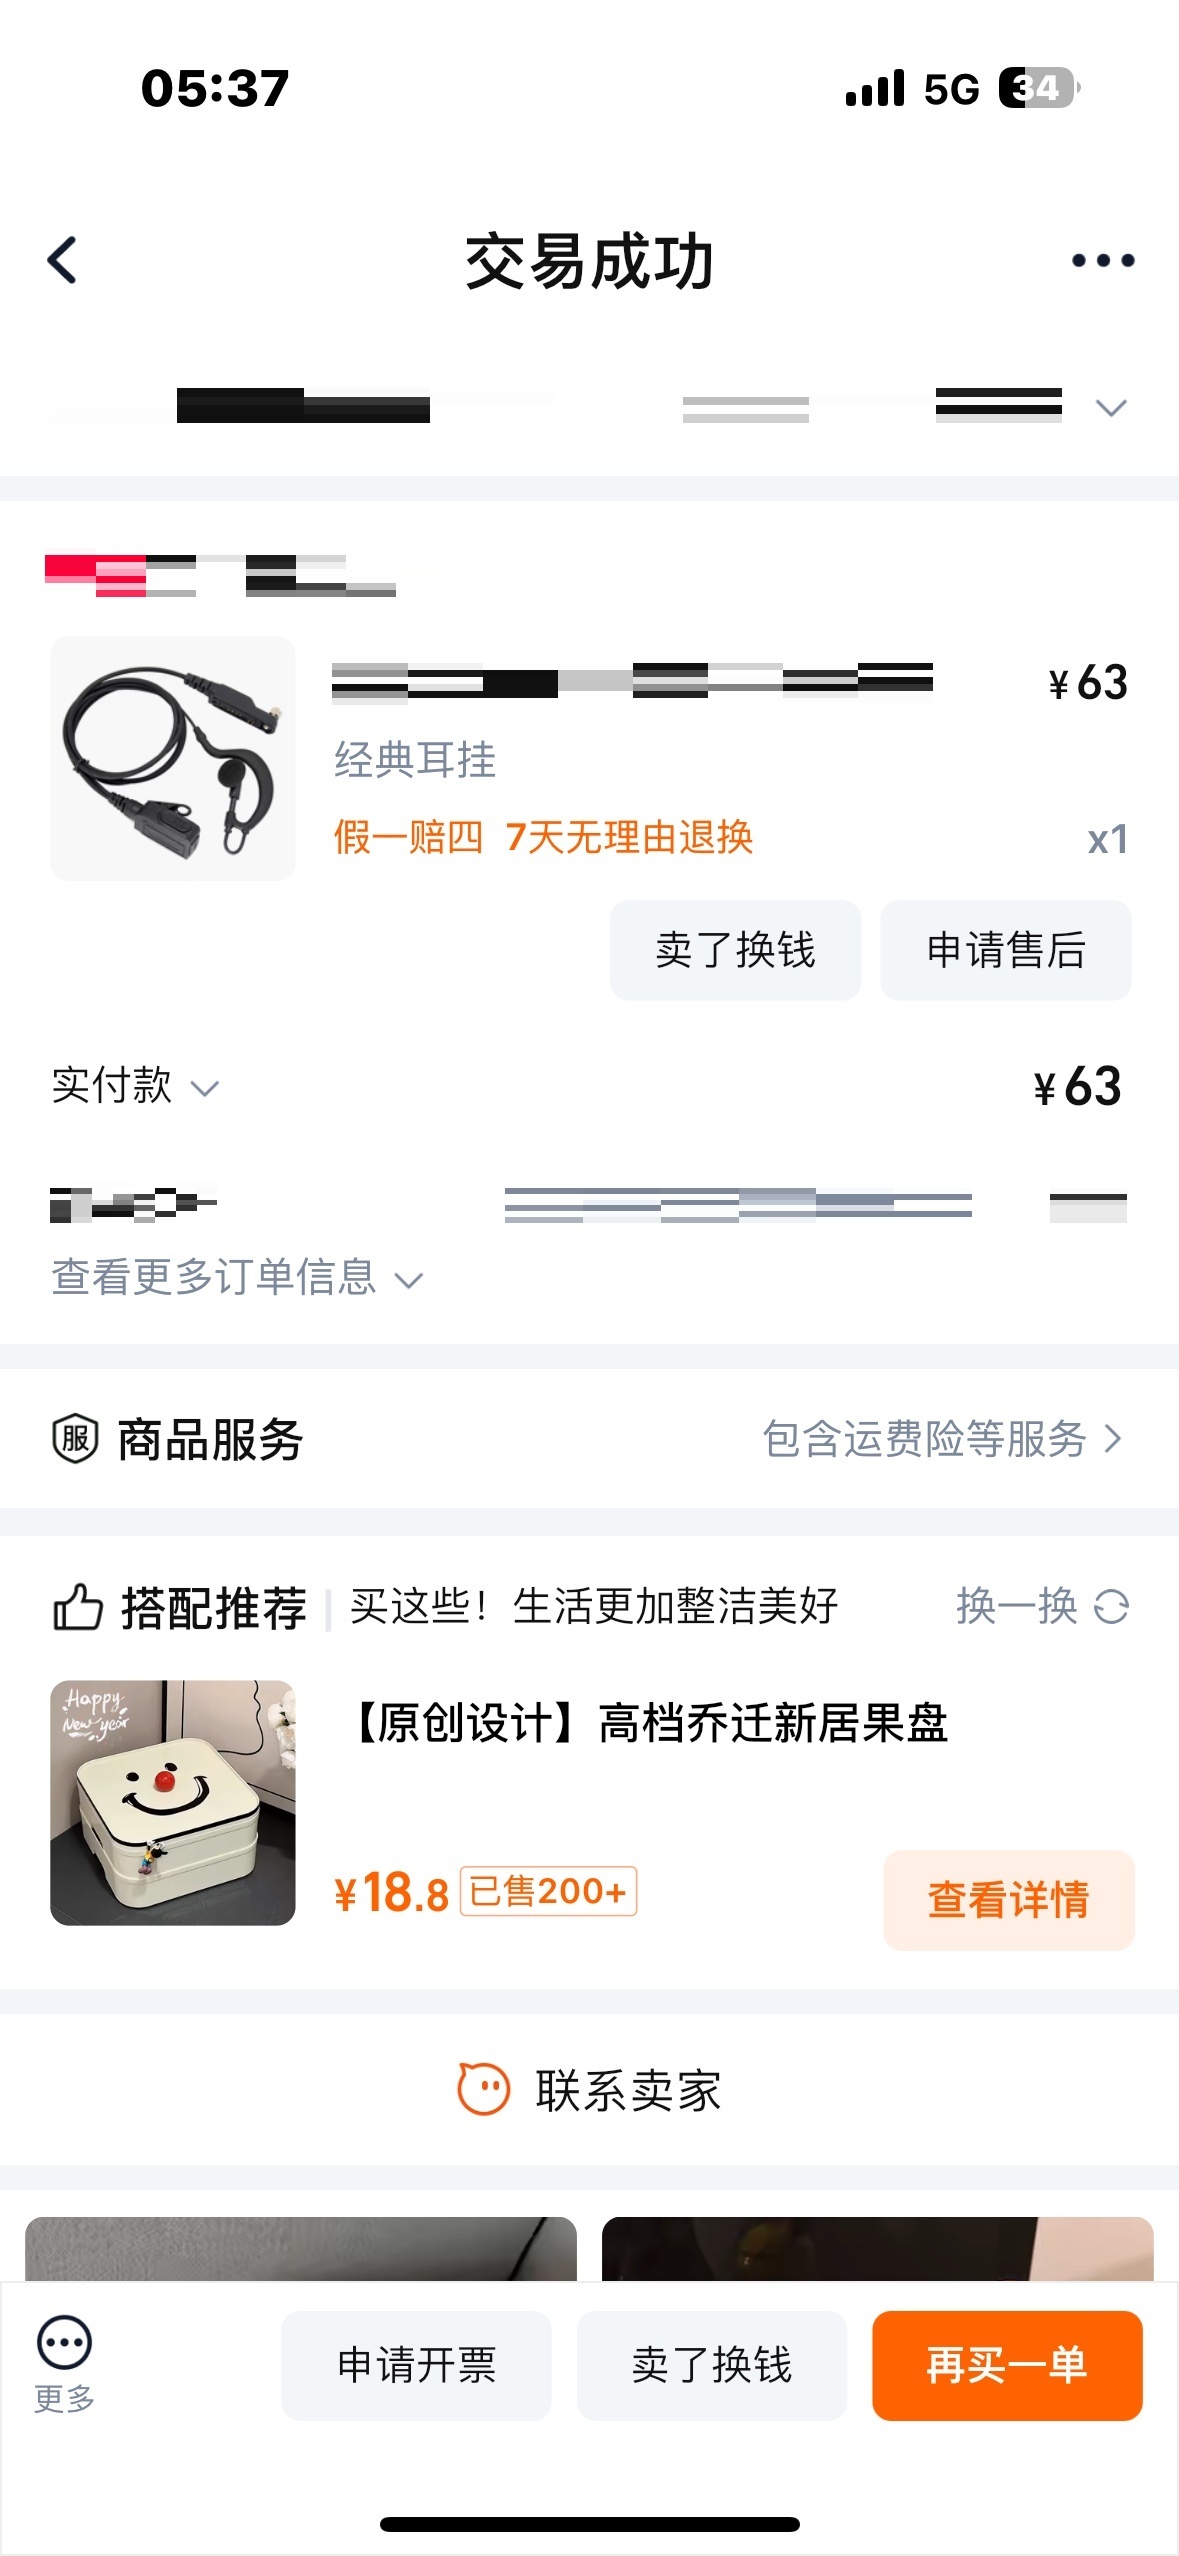 05:37
5G 34
交易成功
¥63
经典耳挂
假一赔四 7天无理由退换
x1
卖了换钱
申请售后
实付款
¥63
查看更多订单信息
服 商品服务
包含运费险等服务
搭配推荐
买这些！生活更加整洁美好
换一换
Happy
New year
【原创设计】高档乔迁新居果盘
¥18.8
已售200+
查看详情
联系卖家
更多
申请开票
卖了换钱
再买一单